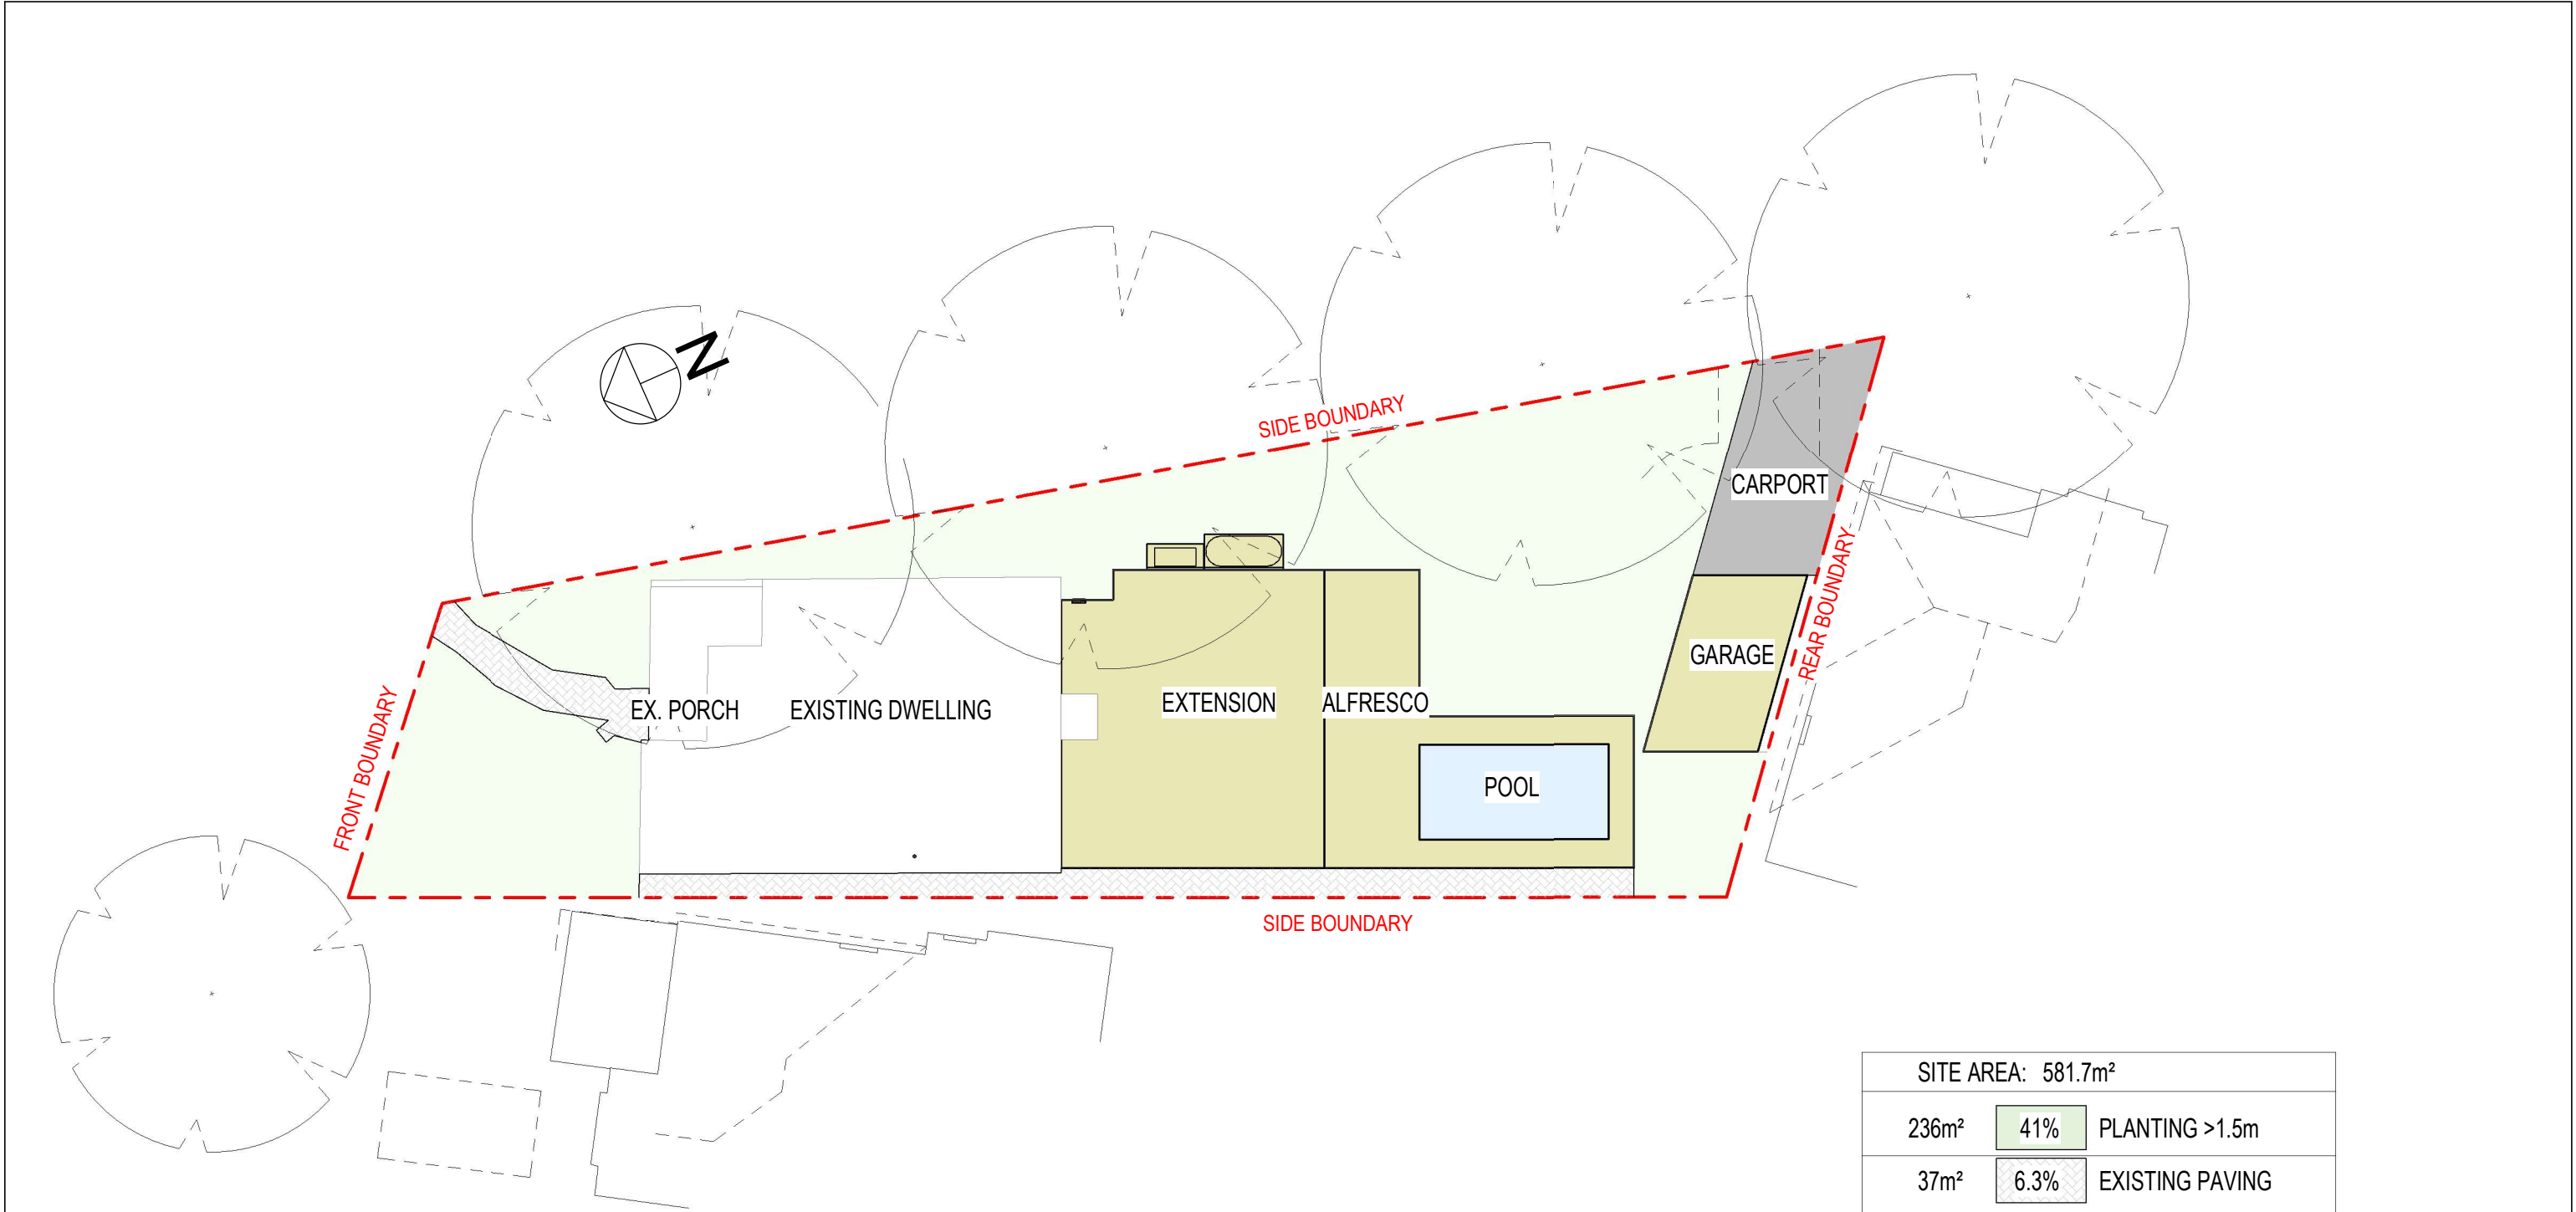 N
SIDE BOUNDARY
CARPORT
REAR BOUNDARY
GARAGE
FRONT BOUNDARY
EX. PORCH
EXISTING DWELLING
EXTENSION
ALFRESCO
POOL
SIDE BOUNDARY
SITE AREA: 581.7m²
236m² 41% PLANTING >1.5m
37m² 6.3% EXISTING PAVING